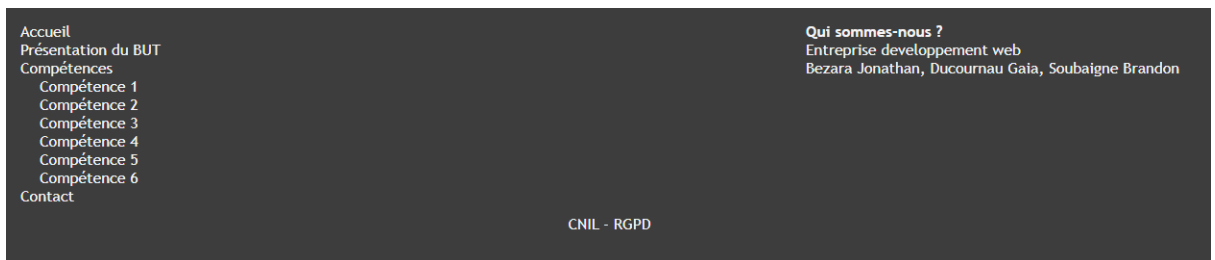 Accueil
Présentation du BUT
Compétences
Compétence 1
Compétence 2
Compétence 3
Compétence 4
Compétence 5
Compétence 6
Contact
Qui sommes-nous ?
Entreprise developpement web
Bezara Jonathan, Ducournau Gaia, Soubaigne Brandon
CNIL - RGPD